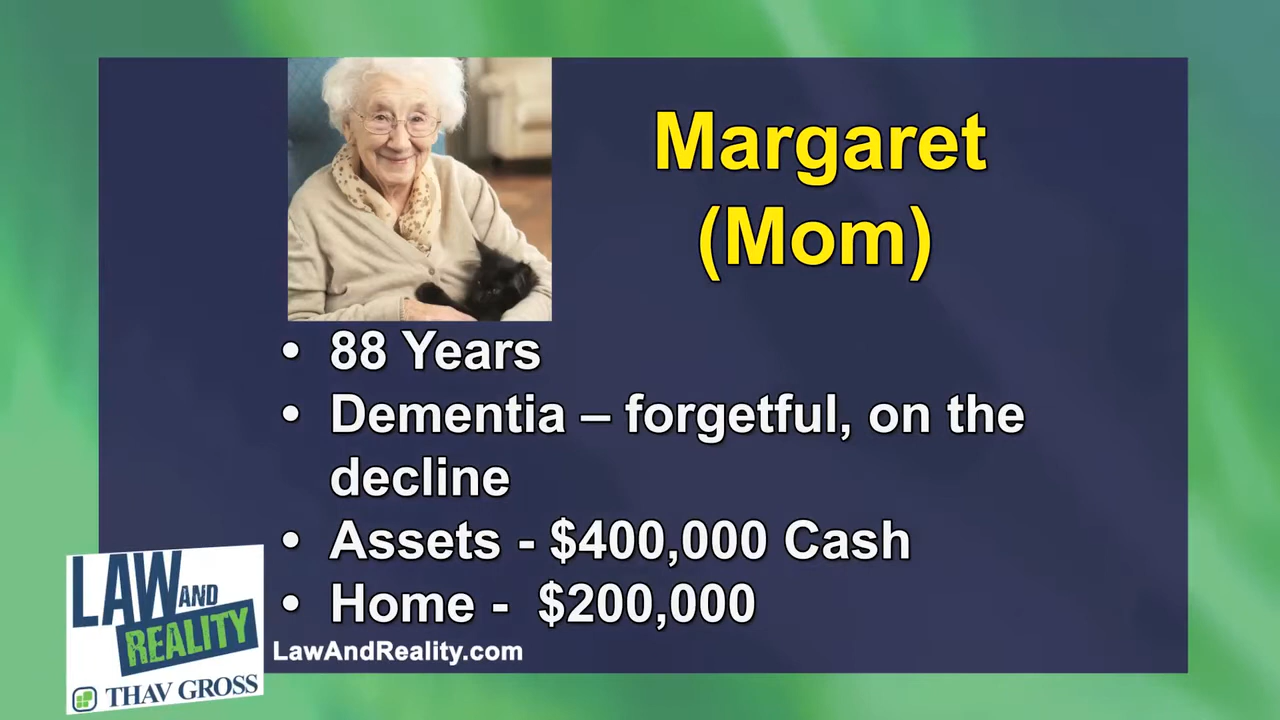 Margaret
(Mom)
• 88 Years
• Dementia – forgetful, on the
decline
• Assets - $400,000 Cash
• Home - $200,000
LAW AND
REALITY
THAV GROSS
LawAndReality.com